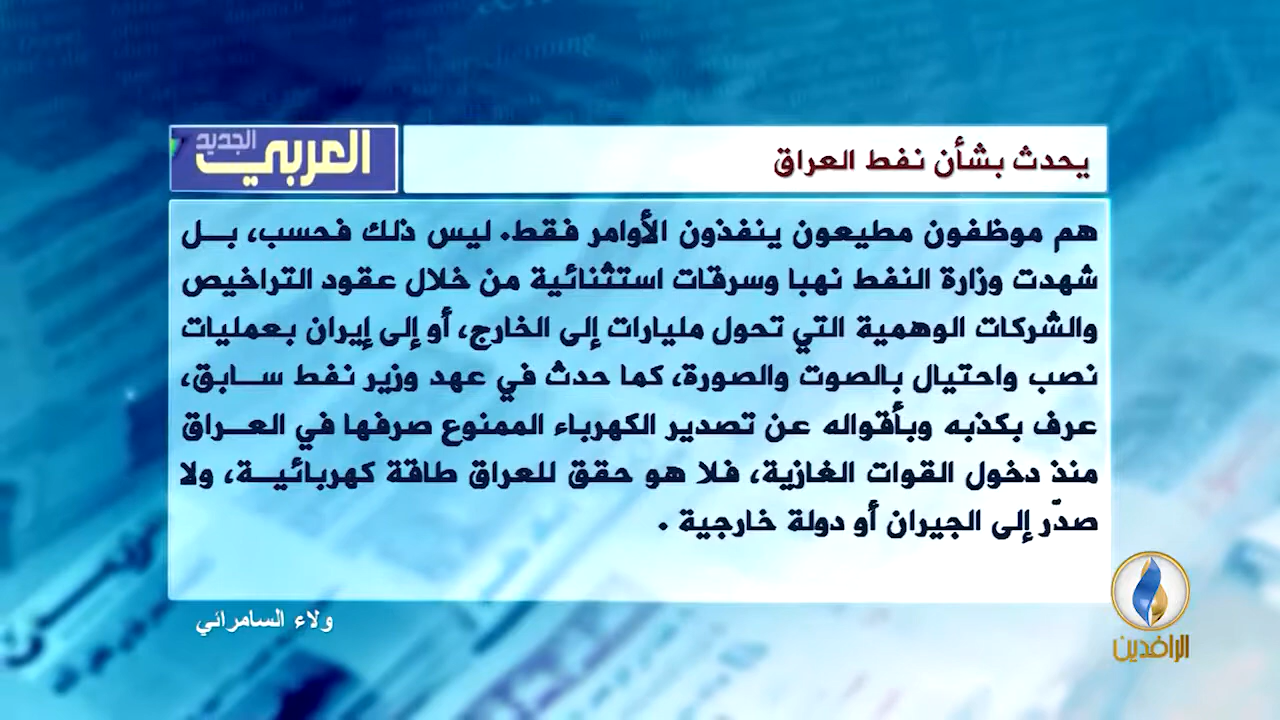 العربي الجديد
يحدث بشأن نفط العراق
هم موظفون مطيعون ينفذون الأوامر فقط. ليس ذلك فحسب، بل
شهدت وزارة النفط نهبا وسرقات استثنائية من خلال عقود التراخيص
والشركات الوهمية التي تحول مليارات إلى الخارج، أو إلى إيران بعمليات
نصب واحتيال بالصوت والصورة، كما حدث في عهد وزير نفط سابق،
عرف بكذبه وبأقواله عن تصدير الكهرباء الممنوع صرفها في العراق
منذ دخول القوات الغازية، فلا هو حقق للعراق طاقة كهربائية، ولا
صدّر إلى الجيران أو دولة خارجية .
ولاء السامرائي
الرافدين